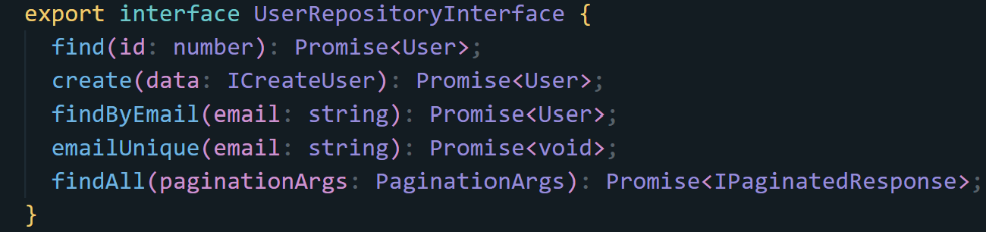 export interface UserRepositoryInterface {
find(id: number): Promise<User>;
create(data: ICreateUser): Promise<User>;
findByEmail(email: string): Promise<User>;
emailUnique(email: string): Promise<void>;
findAll(paginationArgs: PaginationArgs): Promise<IPaginatedResponse>;
}